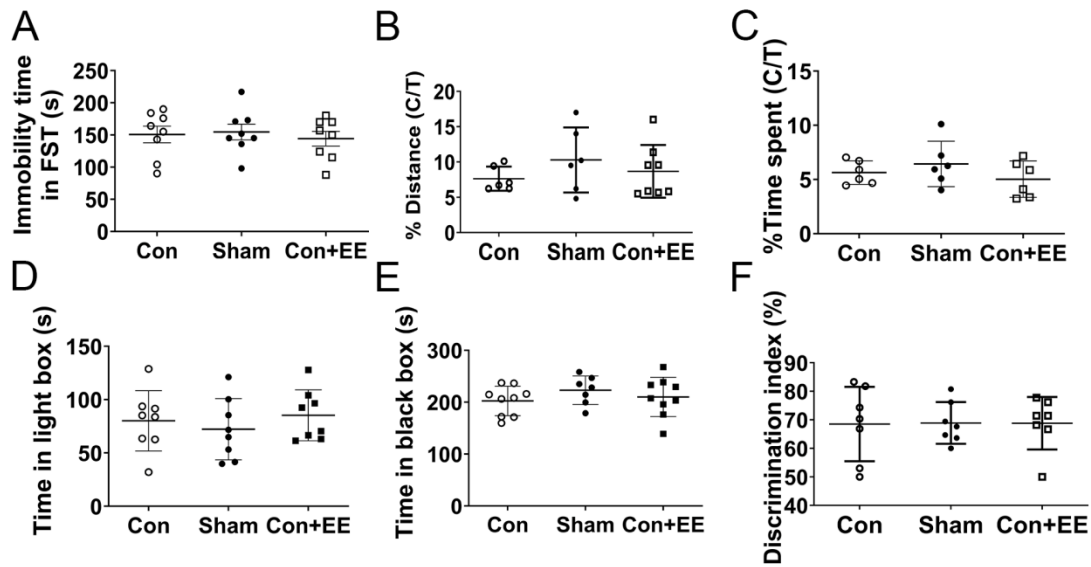 A
Immobility time
in FST (s)
250
200
150
100
50
0
Con Sham Con+EE
B
% Distance (C/T)
20
15
10
5
0
Con Sham Con+EE
C
%Time spent (C/T)
15
10
5
0
Con Sham Con+EE
D
Time in light box (s)
150
100
50
0
Con Sham Con+EE
E
Time in black box (s)
300
200
100
0
Con Sham Con+EE
F
Discrimination index (%)
90
80
70
60
50
40
Con Sham Con+EE